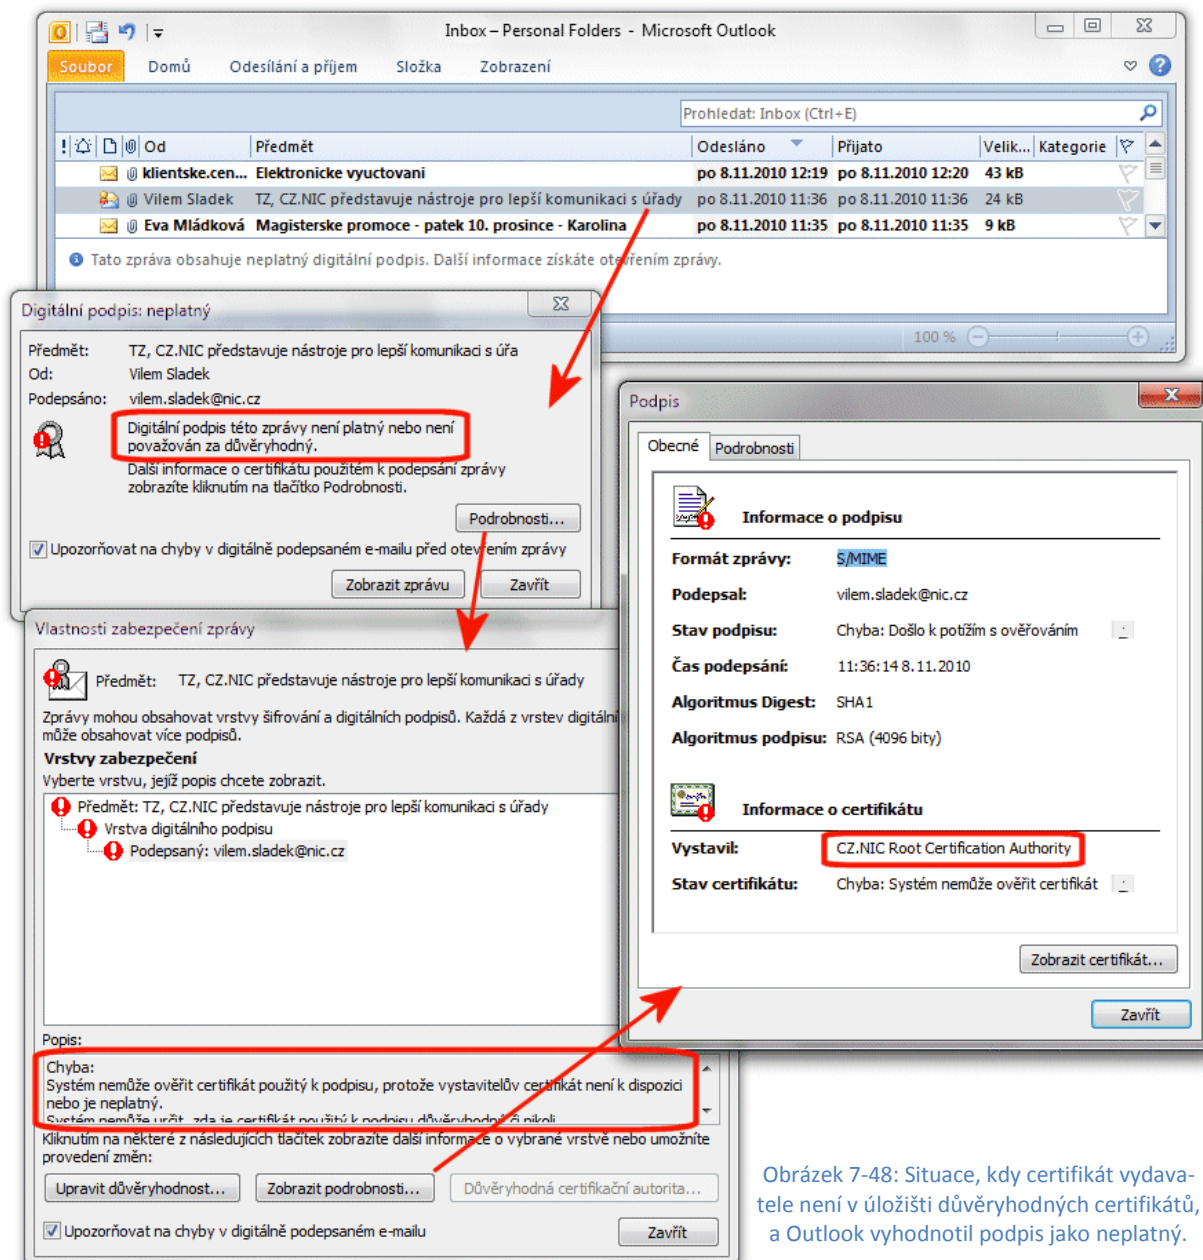 Inbox – Personal Folders - Microsoft Outlook
Soubor Domů Odesílání a příjem Složka Zobrazení
Prohledat: Inbox (Ctrl+E)
! Od Předmět Odesláno Přijato Velik... Kategorie
klientske.cen... Elektronicke vyuctovani po 8.11.2010 12:19 po 8.11.2010 12:20 43 kB
Vilem Sladek TZ, CZ.NIC představuje nástroje pro lepší komunikaci s úřady po 8.11.2010 11:36 po 8.11.2010 11:36 24 kB
Eva Mládková Magisterske promoce - patek 10. prosince - Karolina po 8.11.2010 11:35 po 8.11.2010 11:35 9 kB
Tato zpráva obsahuje neplatný digitální podpis. Další informace získáte otevřením zprávy.
100 %
Digitální podpis: neplatný
Předmět: TZ, CZ.NIC představuje nástroje pro lepší komunikaci s úřa
Od: Vilem Sladek
Podepsáno: vilem.sladek@nic.cz
Digitální podpis této zprávy není platný nebo není
považován za důvěryhodný.
Další informace o certifikátu použitém k podepsání zprávy
zobrazíte kliknutím na tlačítko Podrobnosti.
Podrobnosti...
Upozorňovat na chyby v digitálně podepsaném e-mailu před otevřením zprávy
Zobrazit zprávu Zavřít
Vlastnosti zabezpečení zprávy
Předmět: TZ, CZ.NIC představuje nástroje pro lepší komunikaci s úřady
Zprávy mohou obsahovat vrstvy šifrování a digitálních podpisů. Každá z vrstev digitální
může obsahovat více podpisů.
Vrstvy zabezpečení
Vyberte vrstvu, jejíž popis chcete zobrazit.
Předmět: TZ, CZ.NIC představuje nástroje pro lepší komunikaci s úřady
Vrstva digitálního podpisu
Podepsaný: vilem.sladek@nic.cz
Popis:
Chyba:
Systém nemůže ověřit certifikát použitý k podpisu, protože vystavitelův certifikát není k dispozici
nebo je neplatný.
Systém nemůže určit, zda je certifikát použitý k podpisu důvěryhodný či nikoli.
Kliknutím na některé z následujících tlačítek zobrazíte další informace o vybrané vrstvě nebo umožníte
provedení změn:
Upravit důvěryhodnost... Zobrazit podrobnosti... Důvěryhodná certifikační autorita...
Upozorňovat na chyby v digitálně podepsaném e-mailu Zavřít
Podpis
Obecné Podrobnosti
Informace o podpisu
Formát zprávy: S/MIME
Podepsal: vilem.sladek@nic.cz
Stav podpisu: Chyba: Došlo k potížím s ověřováním
Čas podepsání: 11:36:14 8.11.2010
Algoritmus Digest: SHA1
Algoritmus podpisu: RSA (4096 bity)
Informace o certifikátu
Vystavil: CZ.NIC Root Certification Authority
Stav certifikátu: Chyba: Systém nemůže ověřit certifikát
Zobrazit certifikát...
Zavřít
Obrázek 7-48: Situace, kdy certifikát vydava-
tele není v úložišti důvěryhodných certifikátů,
a Outlook vyhodnotil podpis jako neplatný.